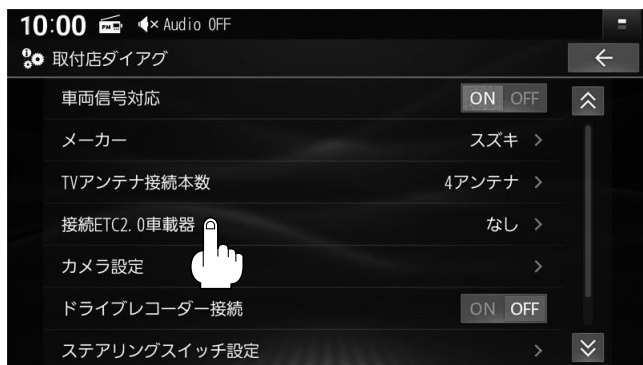 10:00 FM Audio OFF
取付店ダイアグ
車両信号対応 ON OFF
メーカー スズキ
TVアンテナ接続本数 4アンテナ
接続ETC2.0車載器 なし
カメラ設定
ドライブレコーダー接続 ON OFF
ステアリングスイッチ設定